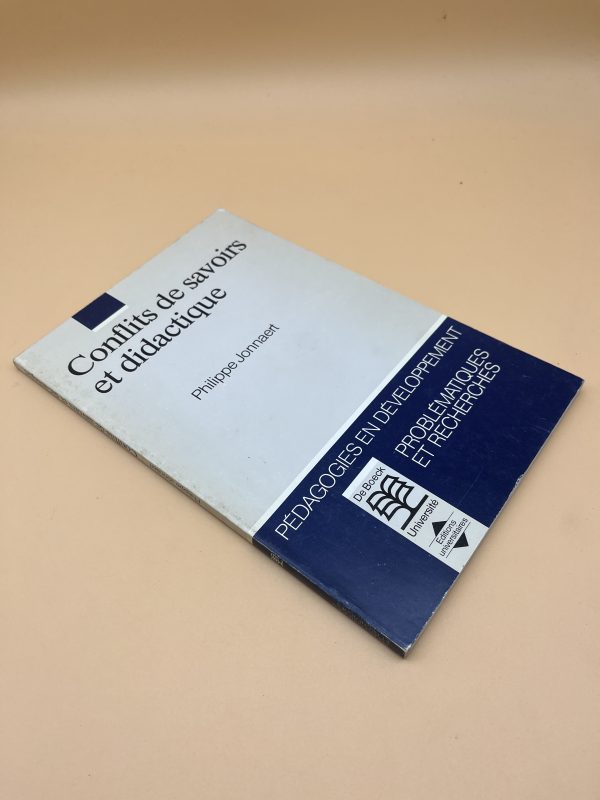 Conflits de savoirs
et didactique
Philippe Jonnaert
PÉDAGOGIES EN DÉVELOPPEMENT
PROBLÉMATIQUES
ET RECHERCHES
De Boeck
Université
Editions
universitaires